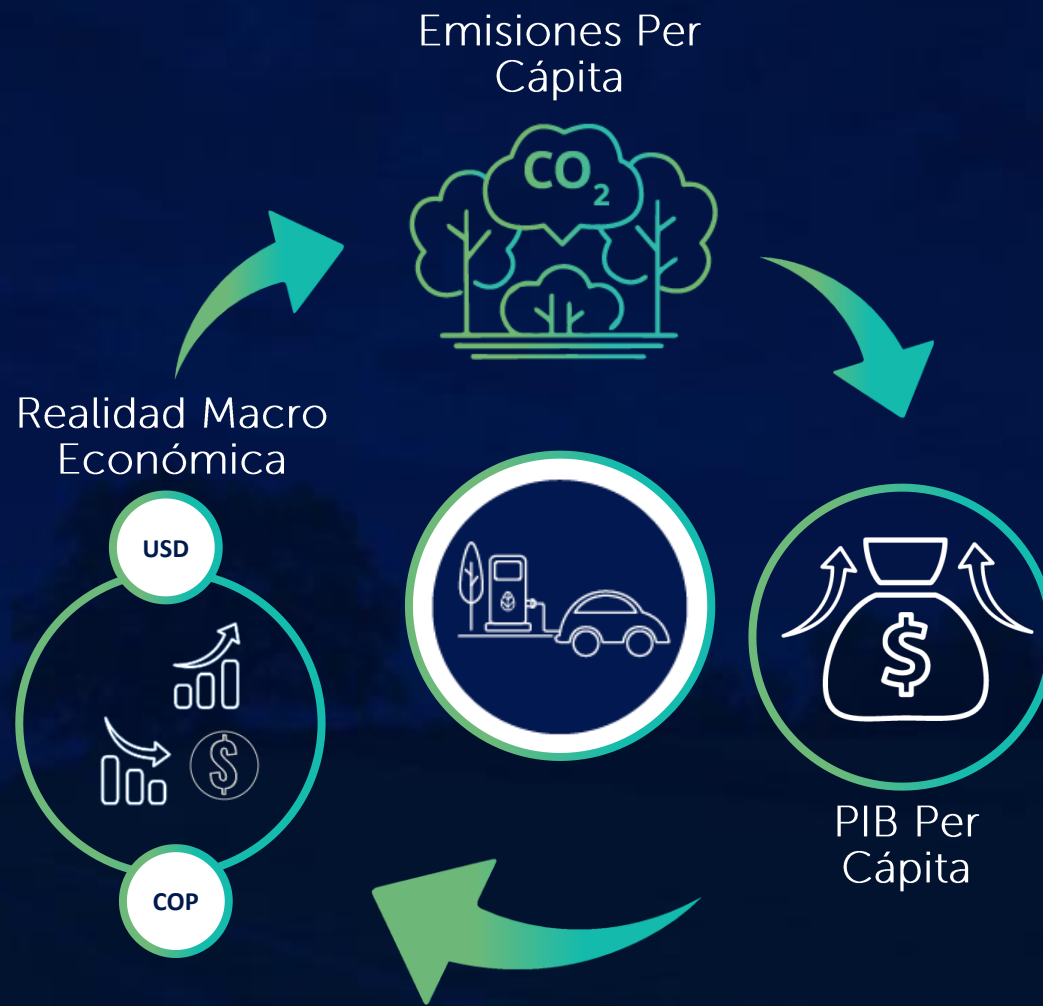 Emisiones Per
Cápita
CO₂
Realidad Macro
Económica
USD
$
$
PIB Per
Cápita
COP